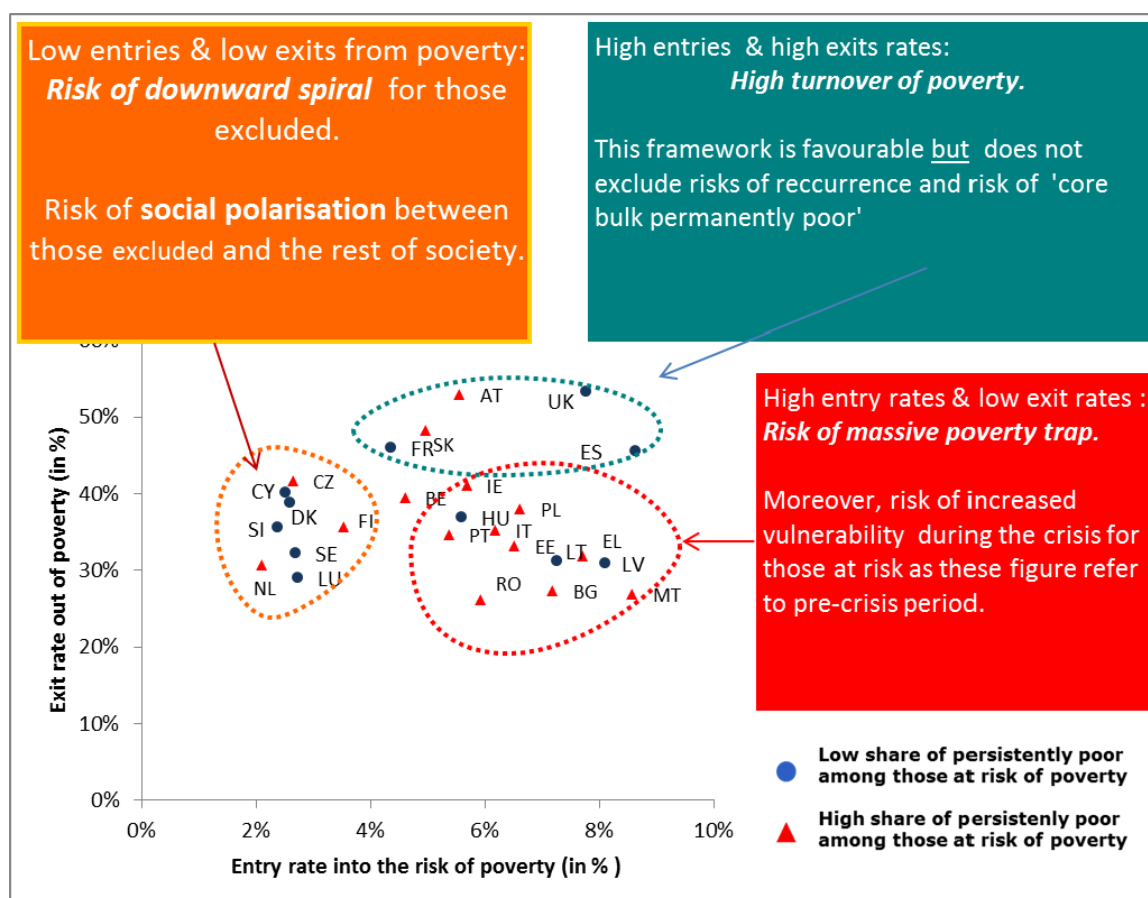 Low entries & low exits from poverty:
Risk of downward spiral for those
excluded.
Risk of social polarisation between
those excluded and the rest of society.
High entries & high exits rates:
High turnover of poverty.
This framework is favourable but does not
exclude risks of reccurrence and risk of 'core
bulk permanently poor'
High entry rates & low exit rates :
Risk of massive poverty trap.
Moreover, risk of increased
vulnerability during the crisis for
those at risk as these figure refer
to pre-crisis period.
Exit rate out of poverty (in %)
50%
40%
30%
20%
10%
0%
AT
UK
FR
SK
ES
CY
CZ
DK
SI
FI
SE
NL
LU
BE
IE
HU
PL
PT
IT
EE
LT
EL
LV
RO
BG
MT
0%
2%
4%
6%
8%
10%
Entry rate into the risk of poverty (in % )
Low share of persistently poor
among those at risk of poverty
High share of persistenly poor
among those at risk of poverty